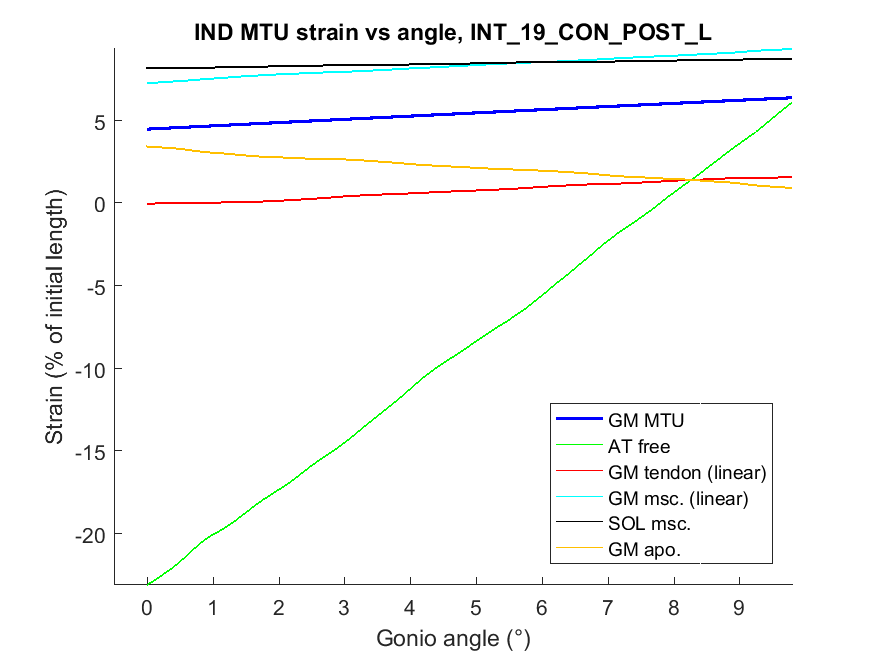 IND MTU strain vs angle, INT_19_CON_POST_L
Strain (% of initial length)
5
0
-5
-10
-15
-20
GM MTU
AT free
GM tendon (linear)
GM msc. (linear)
SOL msc.
GM apo.
0 1 2 3 4 5 6 7 8 9
Gonio angle (°)